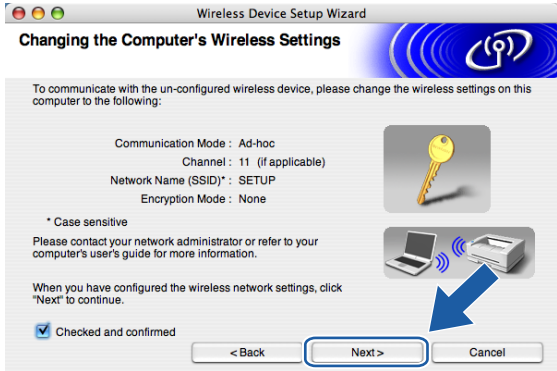 Wireless Device Setup Wizard
Changing the Computer's Wireless Settings
To communicate with the un-configured wireless device, please change the wireless settings on this
computer to the following:
Communication Mode : Ad-hoc
Channel : 11 (if applicable)
Network Name (SSID)* : SETUP
Encryption Mode : None
* Case sensitive
Please contact your network administrator or refer to your
computer's user's guide for more information.
When you have configured the wireless network settings, click
"Next" to continue.
Checked and confirmed
< Back Next > Cancel